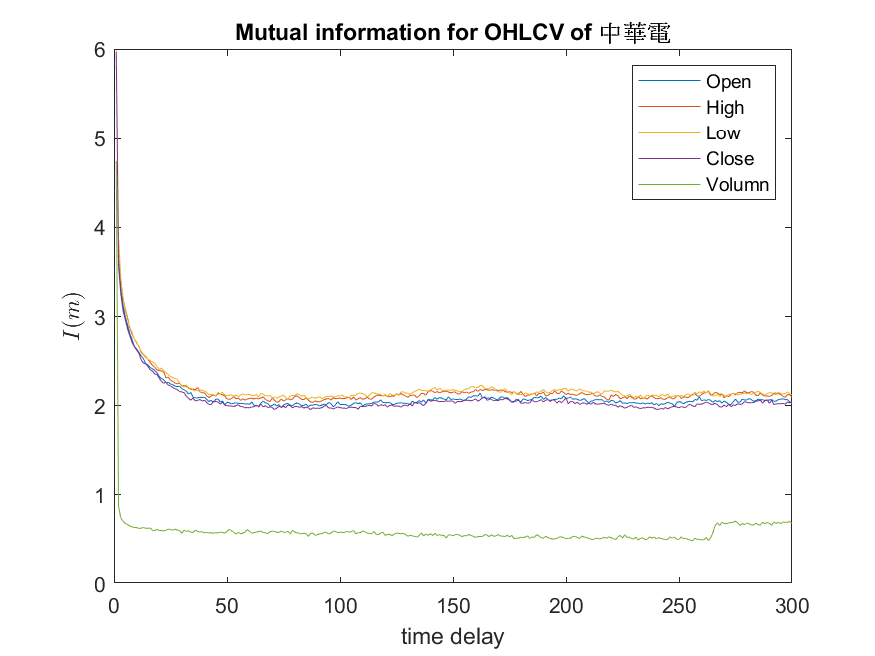 Mutual information for OHLCV of 中華電
6
5
4
3
2
1
0
I(m)
0 50 100 150 200 250 300
time delay
Open
High
Low
Close
Volumn